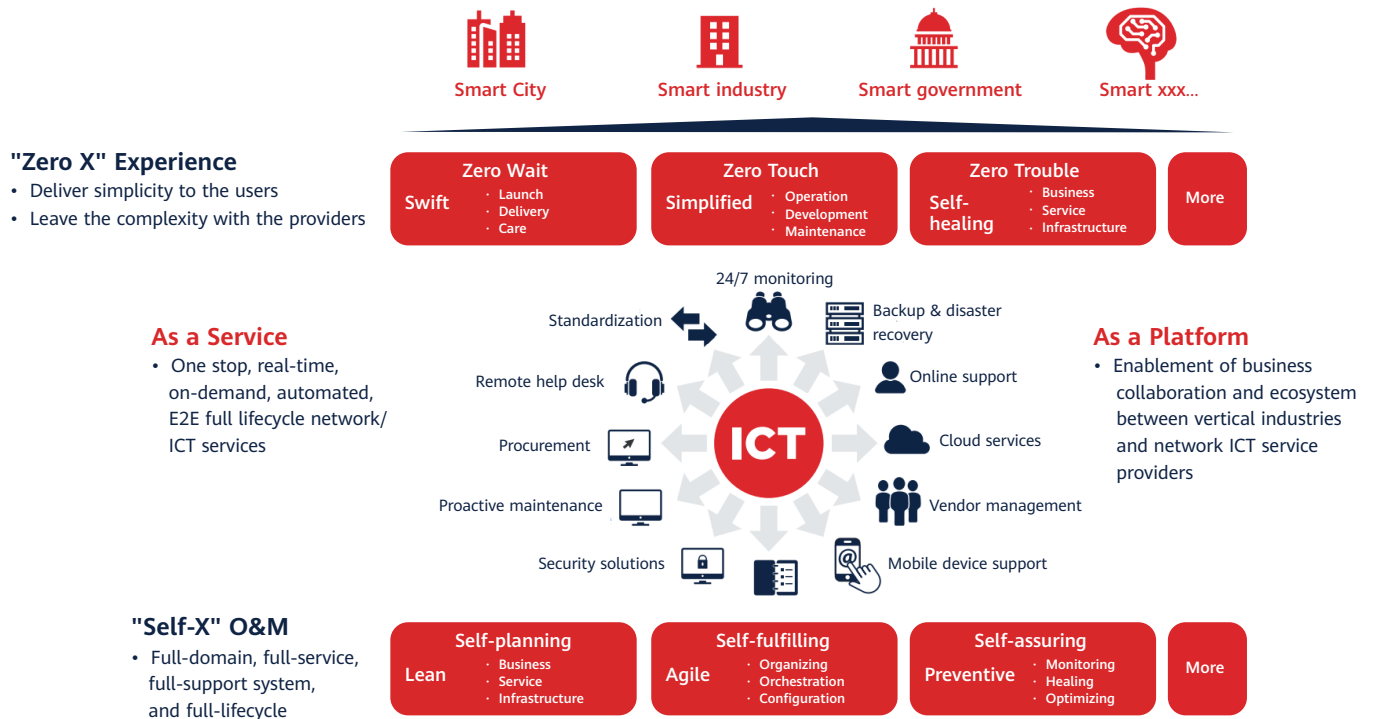 Smart City
Smart industry
Smart government
Smart xxx...
"Zero X" Experience
• Deliver simplicity to the users
• Leave the complexity with the providers
Zero Wait
Swift
· Launch
· Delivery
· Care
Zero Touch
Simplified
· Operation
· Development
· Maintenance
Zero Trouble
Self-
healing
· Business
· Service
· Infrastructure
More
As a Service
• One stop, real-time,
on-demand, automated,
E2E full lifecycle network/
ICT services
24/7 monitoring
Standardization
Backup & disaster
recovery
Remote help desk
Online support
ICT
Procurement
Cloud services
Proactive maintenance
Vendor management
Security solutions
@
Mobile device support
As a Platform
• Enablement of business
collaboration and ecosystem
between vertical industries
and network ICT service
providers
"Self-X" O&M
• Full-domain, full-service,
full-support system,
and full-lifecycle
Self-planning
Lean
· Business
· Service
· Infrastructure
Self-fulfilling
Agile
· Organizing
· Orchestration
· Configuration
Self-assuring
Preventive
· Monitoring
· Healing
· Optimizing
More